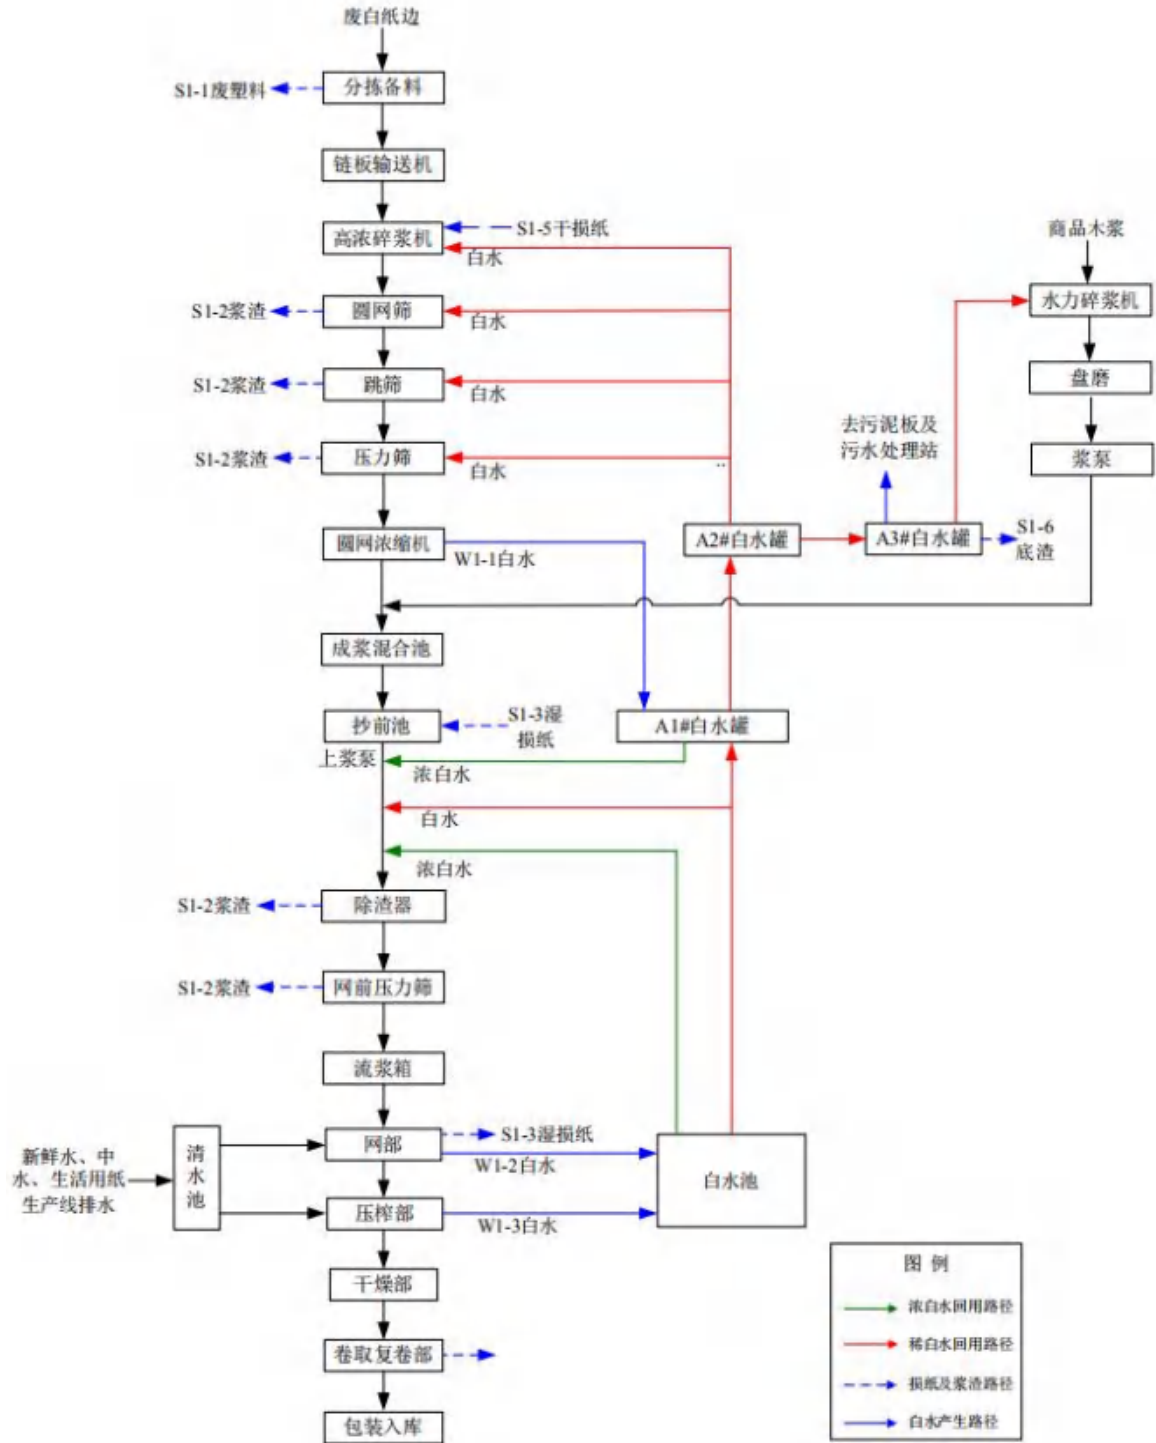 废白纸边
S1-1废塑料
分拣备料
链板输送机
高浓碎浆机
S1-5干损纸
白水
商品木浆
S1-2浆渣
圆网筛
白水
水力碎浆机
S1-2浆渣
跳筛
白水
盘磨
去污泥板及
污水处理站
S1-2浆渣
压力筛
白水
浆泵
圆网浓缩机
W1-1白水
A2#白水罐
A3#白水罐
S1-6
底渣
成浆混合池
抄前池
S1-3湿
损纸
A1#白水罐
上浆泵
浓白水
白水
浓白水
S1-2浆渣
除渣器
S1-2浆渣
网前压力筛
流浆箱
新鲜水、中
水、生活用纸
生产线排水
清
水
池
网部
S1-3湿损纸
W1-2白水
白水池
压榨部
W1-3白水
干燥部
卷取复卷部
包装入库
图 例
浓白水回用路径
稀白水回用路径
损纸及浆渣路径
白水产生路径